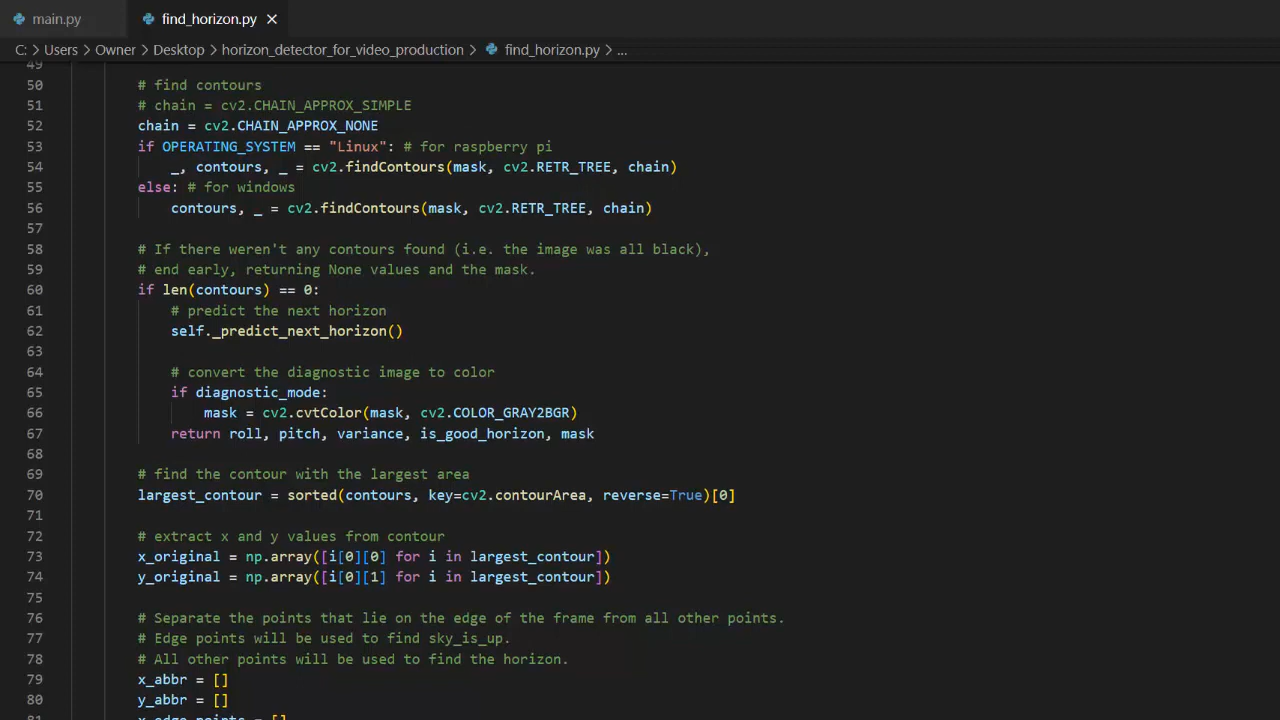 main.py find_horizon.py ×
C: > Users > Owner > Desktop > horizon_detector_for_video_production > find_horizon.py > ...
49
50 # find contours
51 # chain = cv2.CHAIN_APPROX_SIMPLE
52 chain = cv2.CHAIN_APPROX_NONE
53 if OPERATING_SYSTEM == "Linux": # for raspberry pi
54 _, contours, _ = cv2.findContours(mask, cv2.RETR_TREE, chain)
55 else: # for windows
56 contours, _ = cv2.findContours(mask, cv2.RETR_TREE, chain)
57
58 # If there weren't any contours found (i.e. the image was all black),
59 # end early, returning None values and the mask.
60 if len(contours) == 0:
61 # predict the next horizon
62 self._predict_next_horizon()
63
64 # convert the diagnostic image to color
65 if diagnostic_mode:
66 mask = cv2.cvtColor(mask, cv2.COLOR_GRAY2BGR)
67 return roll, pitch, variance, is_good_horizon, mask
68
69 # find the contour with the largest area
70 largest_contour = sorted(contours, key=cv2.contourArea, reverse=True)[0]
71
72 # extract x and y values from contour
73 x_original = np.array([i[0][0] for i in largest_contour])
74 y_original = np.array([i[0][1] for i in largest_contour])
75
76 # Separate the points that lie on the edge of the frame from all other points.
77 # Edge points will be used to find sky_is_up.
78 # All other points will be used to find the horizon.
79 x_abbr = []
80 y_abbr = []
81 x_edge_points = []